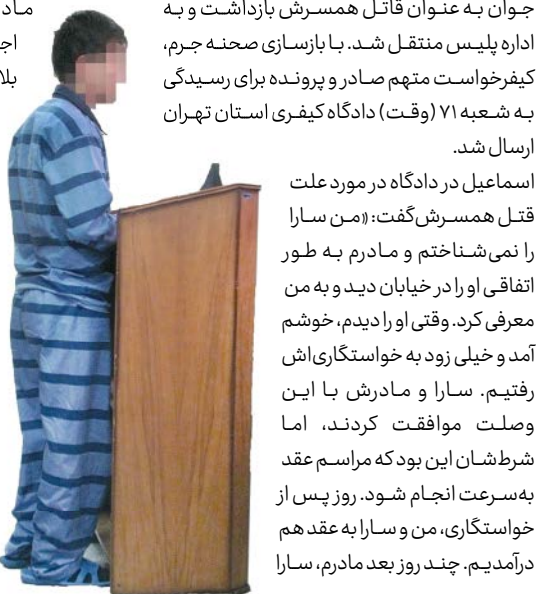 جوان به عنوان قاتل همسرش بازداشت و به
اداره پلیس منتقل شد. با بازسازی صحنه جرم،
کیفرخواست متهم صادر و پرونده برای رسیدگی
به شعبه ۷۱ (وقت) دادگاه کیفری استان تهران
ارسال شد.
اسماعیل در دادگاه در مورد علت
قتل همسرش‌گفت: «من سارا
را نمی‌شناختم و مادرم به طور
اتفاقی او را در خیابان دید و به من
معرفی کرد. وقتی او را دیدم، خوشم
آمد و خیلی زود به خواستگاری‌اش
رفتیم. سارا و مادرش با این
وصلت موافقت کردند، اما
شرط‌شان این بود که مراسم عقد
به‌سرعت انجام شود. روز پس از
خواستگاری، من و سارا به عقد هم
درآمدیم. چند روز بعد مادرم، سارا